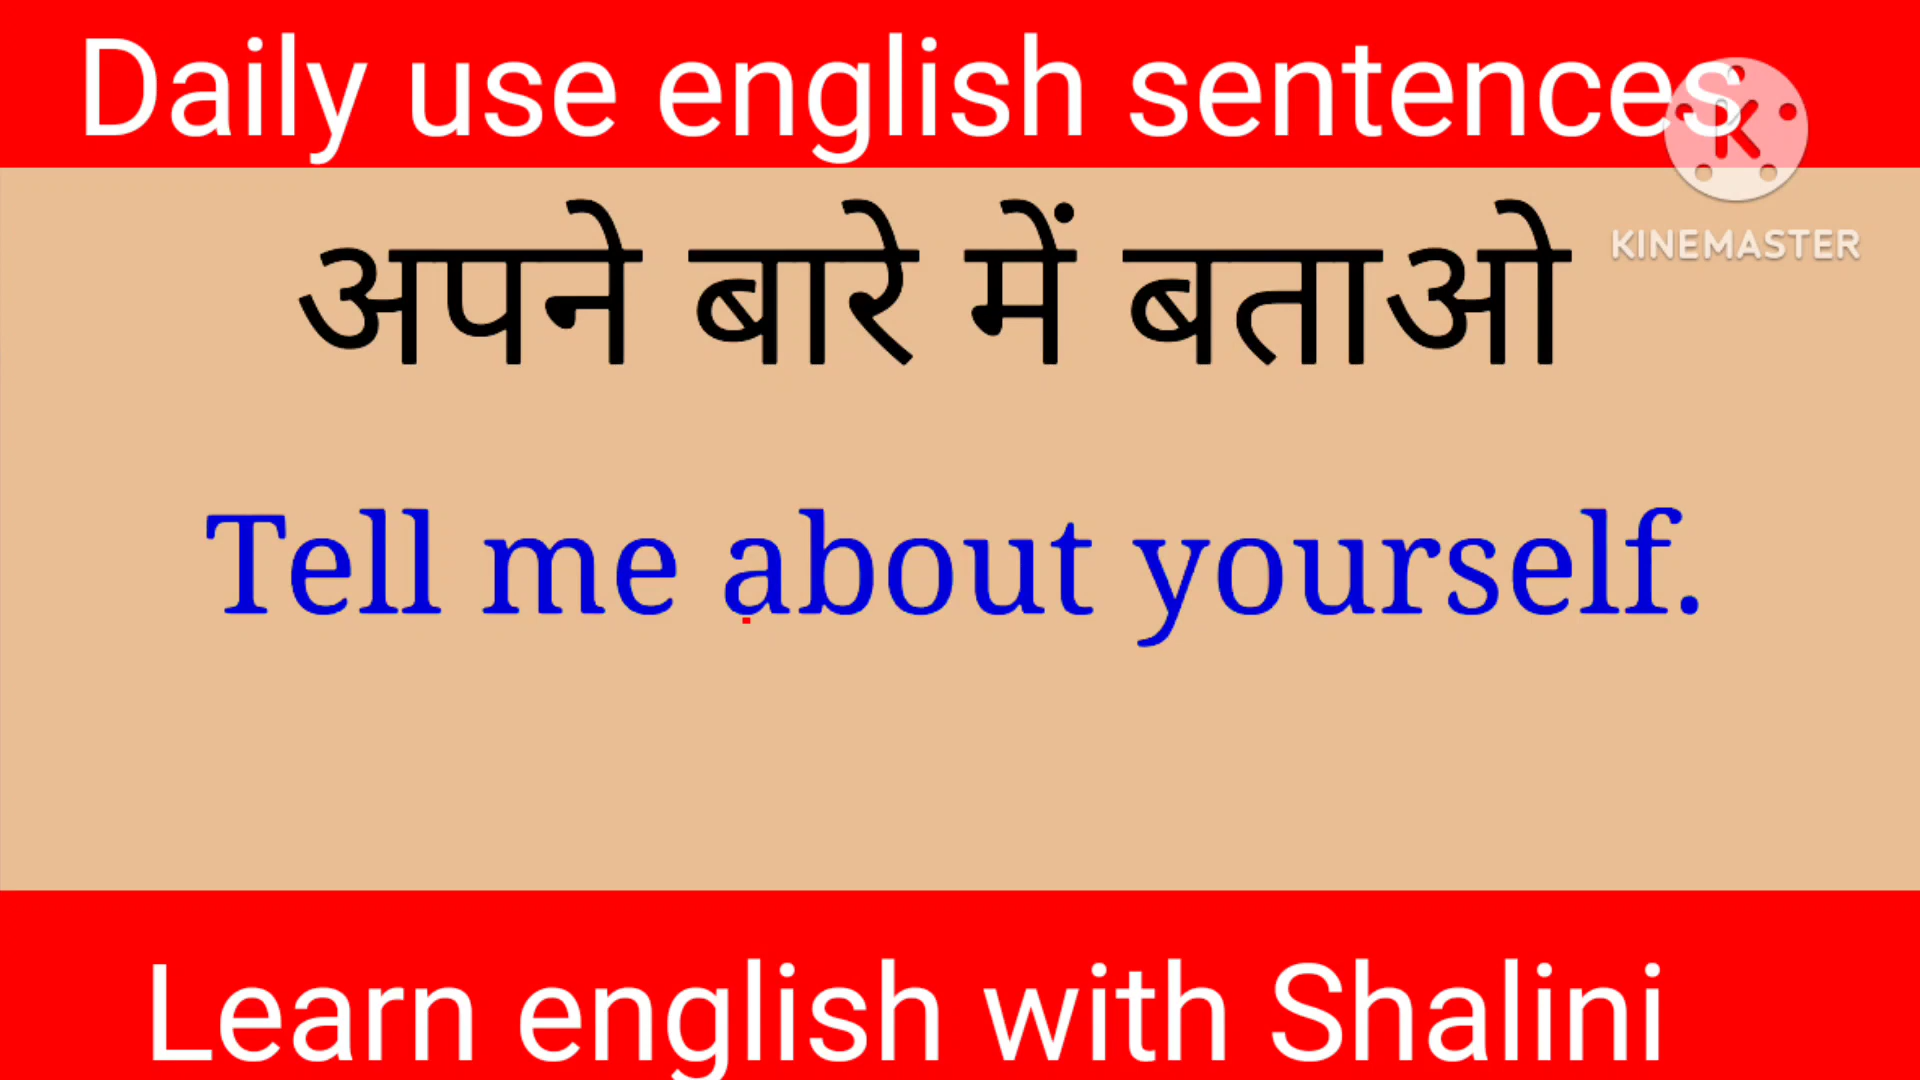 Daily use english sentences
KINEMASTER
अपने बारे में बताओ
Tell me about yourself.
Learn english with Shalini